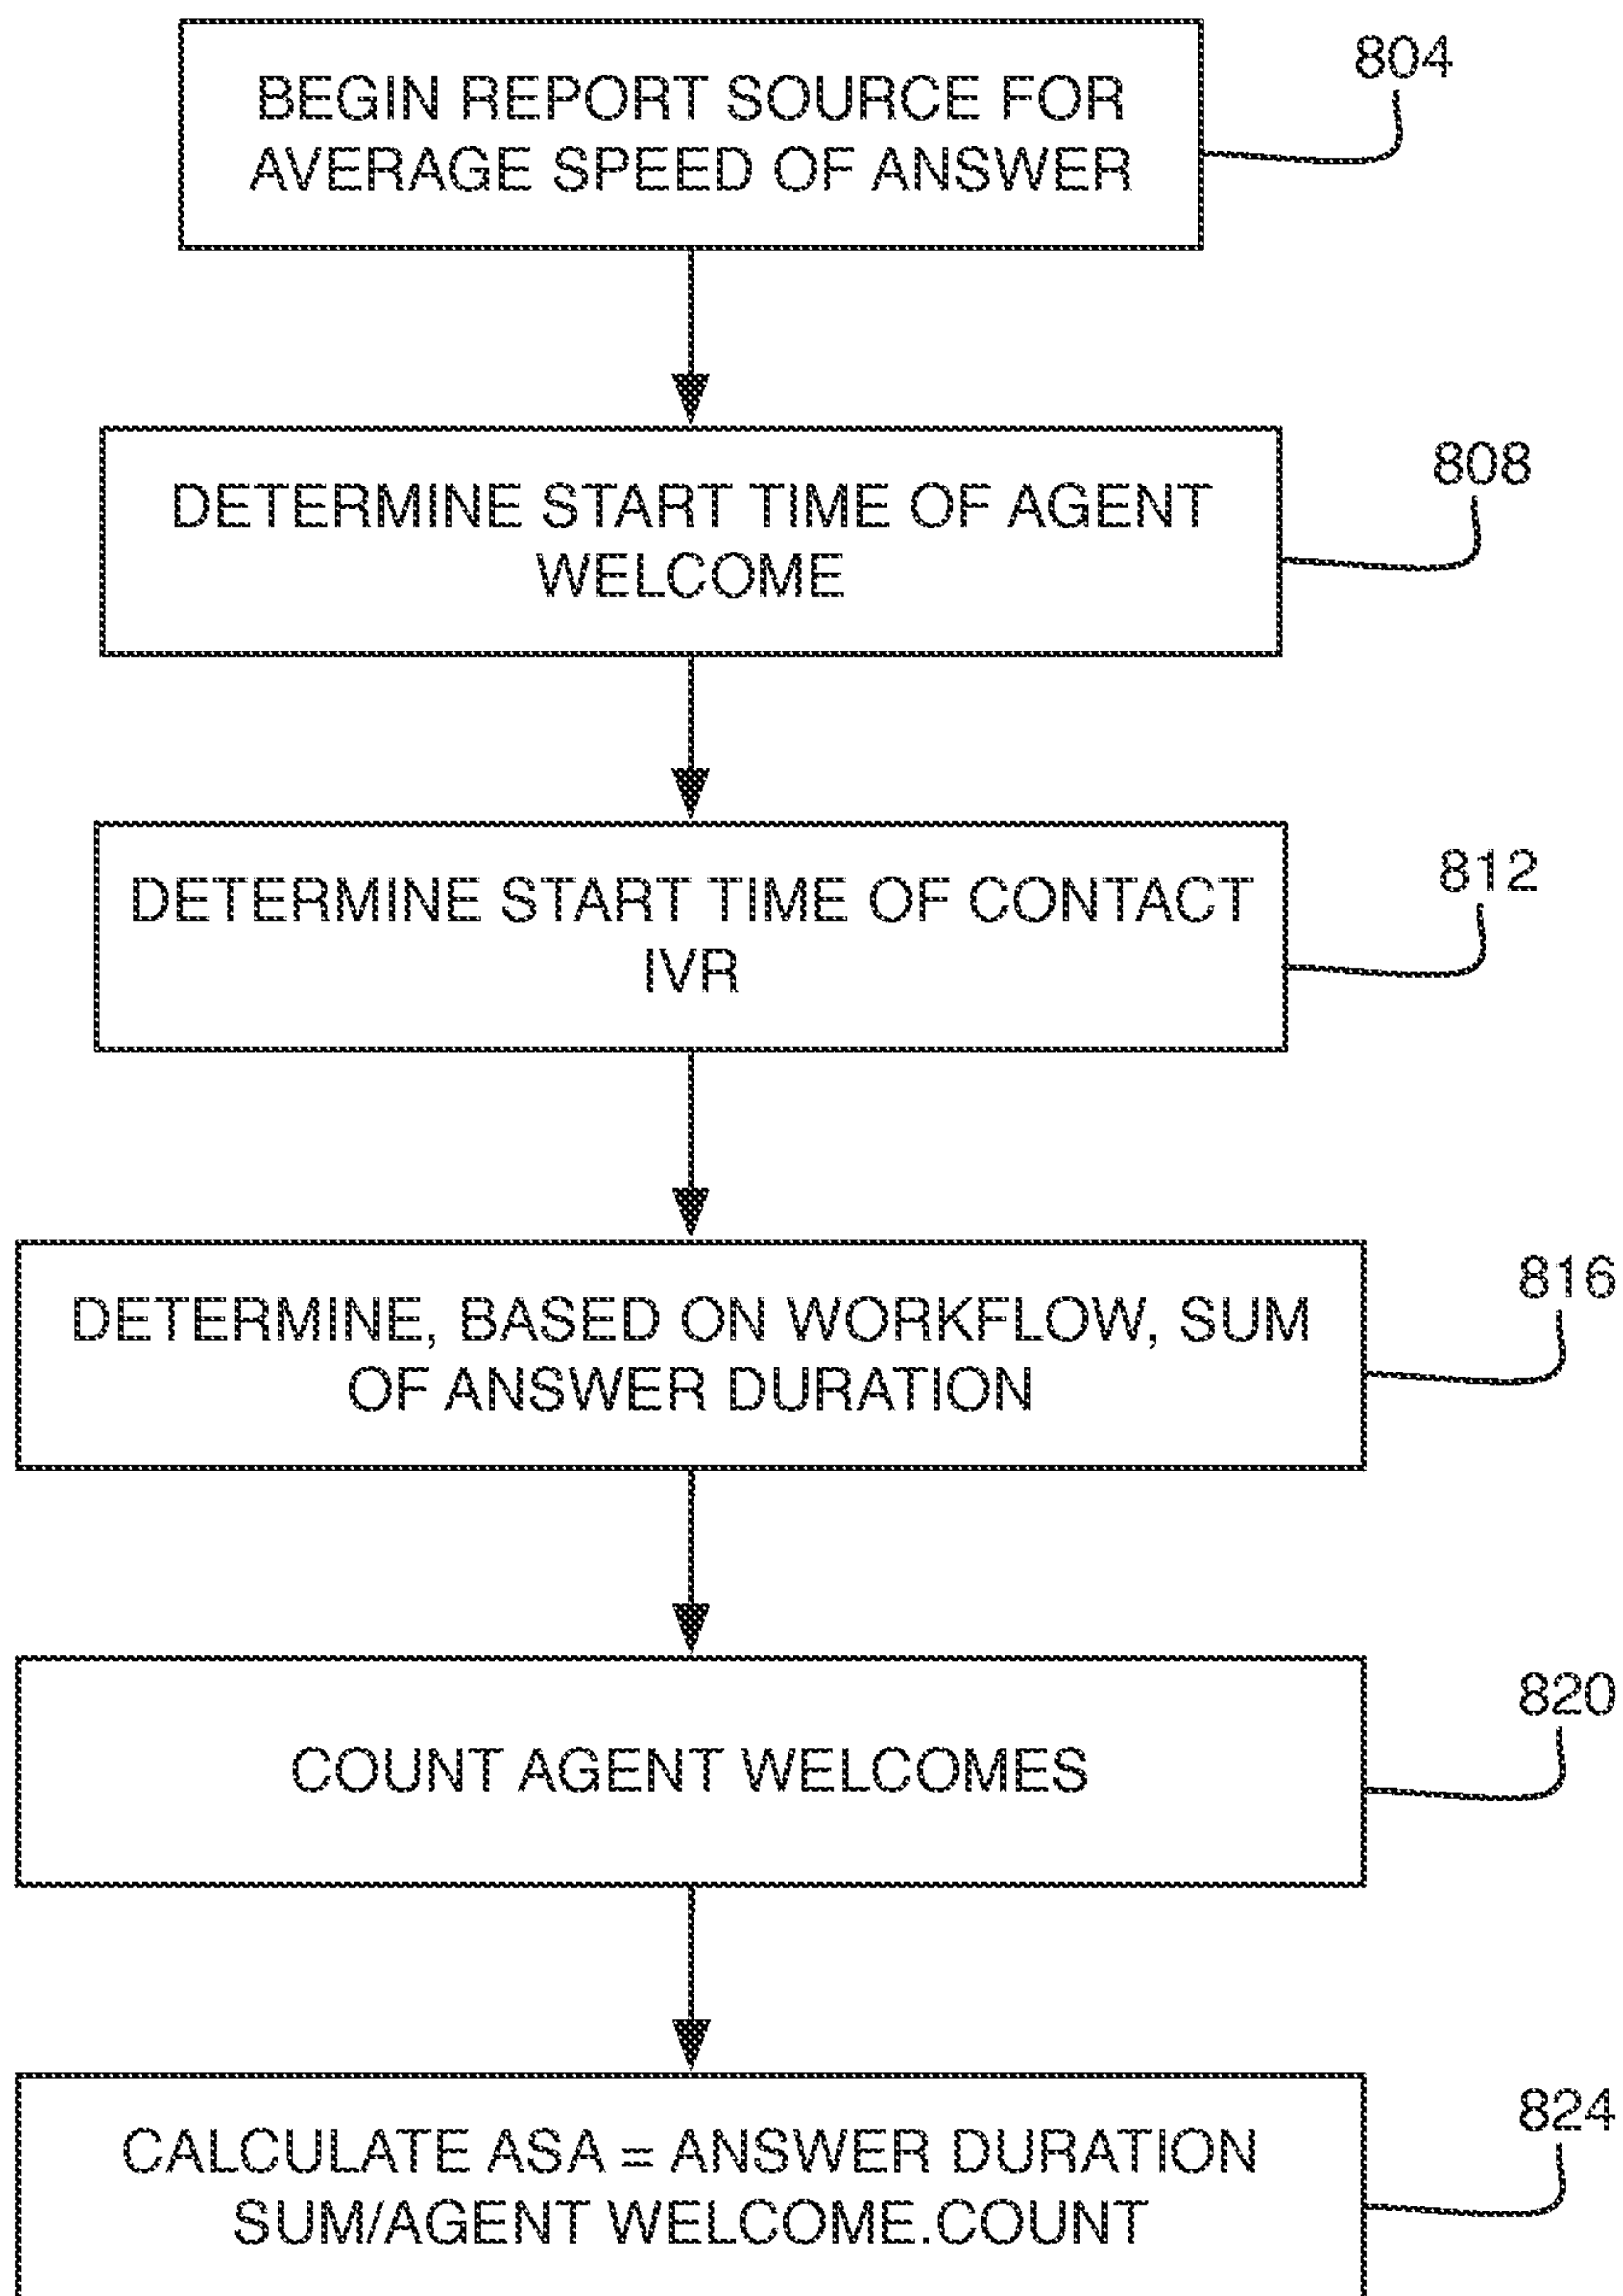 BEGIN REPORT SOURCE FOR
AVERAGE SPEED OF ANSWER
804
DETERMINE START TIME OF AGENT
WELCOME
808
DETERMINE START TIME OF CONTACT
IVR
812
DETERMINE, BASED ON WORKFLOW, SUM
OF ANSWER DURATION
816
COUNT AGENT WELCOMES
820
CALCULATE ASA = ANSWER DURATION
SUM/AGENT WELCOME.COUNT
824